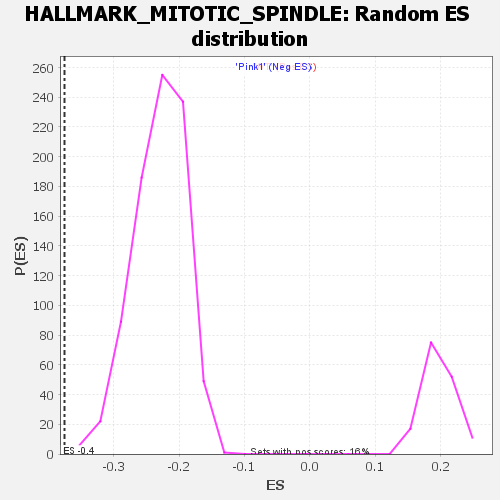 HALLMARK_MITOTIC_SPINDLE: Random ES
distribution
'Pink1' (Neg ES)
260
240
220
200
180
160
140
120
100
80
60
40
20
0
P(ES)
ES -0.4
Sets with pos scores: 16%
-0.3
-0.2
-0.1
0.0
0.1
0.2
ES